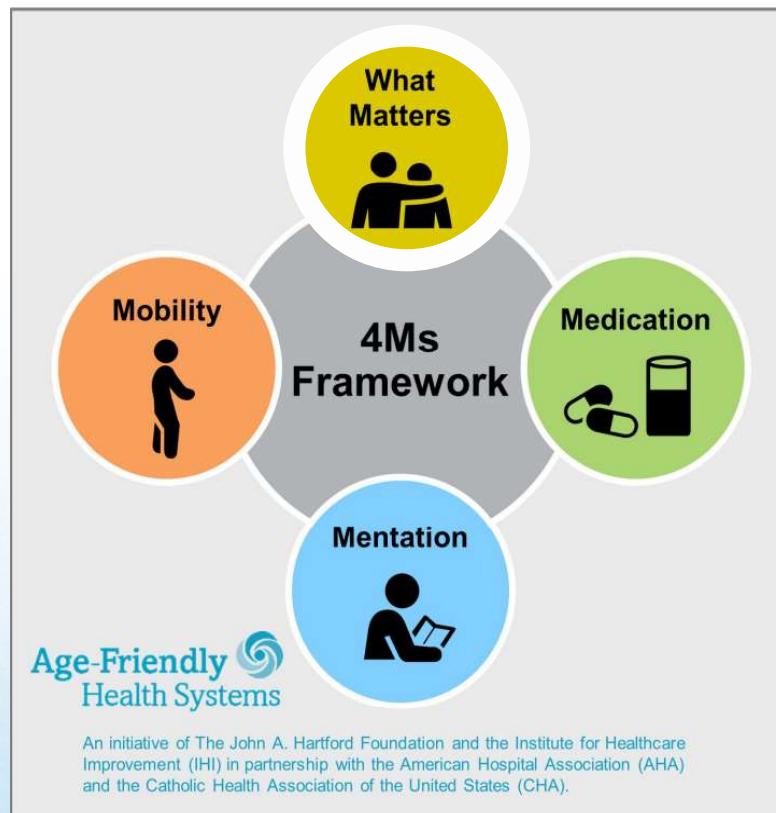 What
Matters
Mobility
Medication
4Ms
Framework
Mentation
Age-Friendly
Health Systems
An initiative of The John A. Hartford Foundation and the Institute for Healthcare
Improvement (IHI) in partnership with the American Hospital Association (AHA)
and the Catholic Health Association of the United States (CHA).